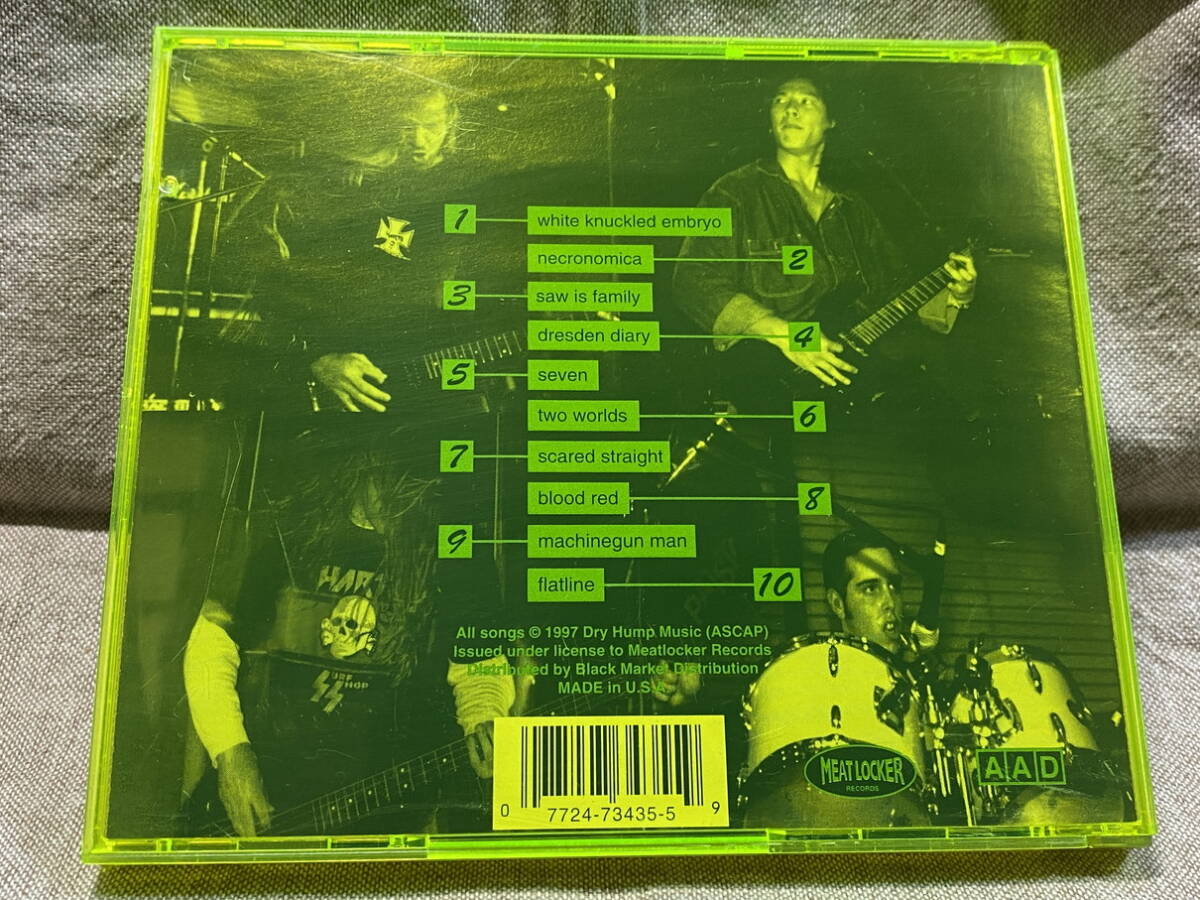 1 white knuckled embryo
necronomica 2
3 saw is family
dresden diary 4
5 seven
two worlds 6
7 scared straight
blood red 8
9 machinegun man
flatline 10
All songs © 1997 Dry Hump Music (ASCAP)
Issued under license to Meatlocker Records
Distributed by Black Market Distribution
MADE in U.S.A.
0 7724-73435-5 9
MEAT LOCKER
RECORDS
AAD